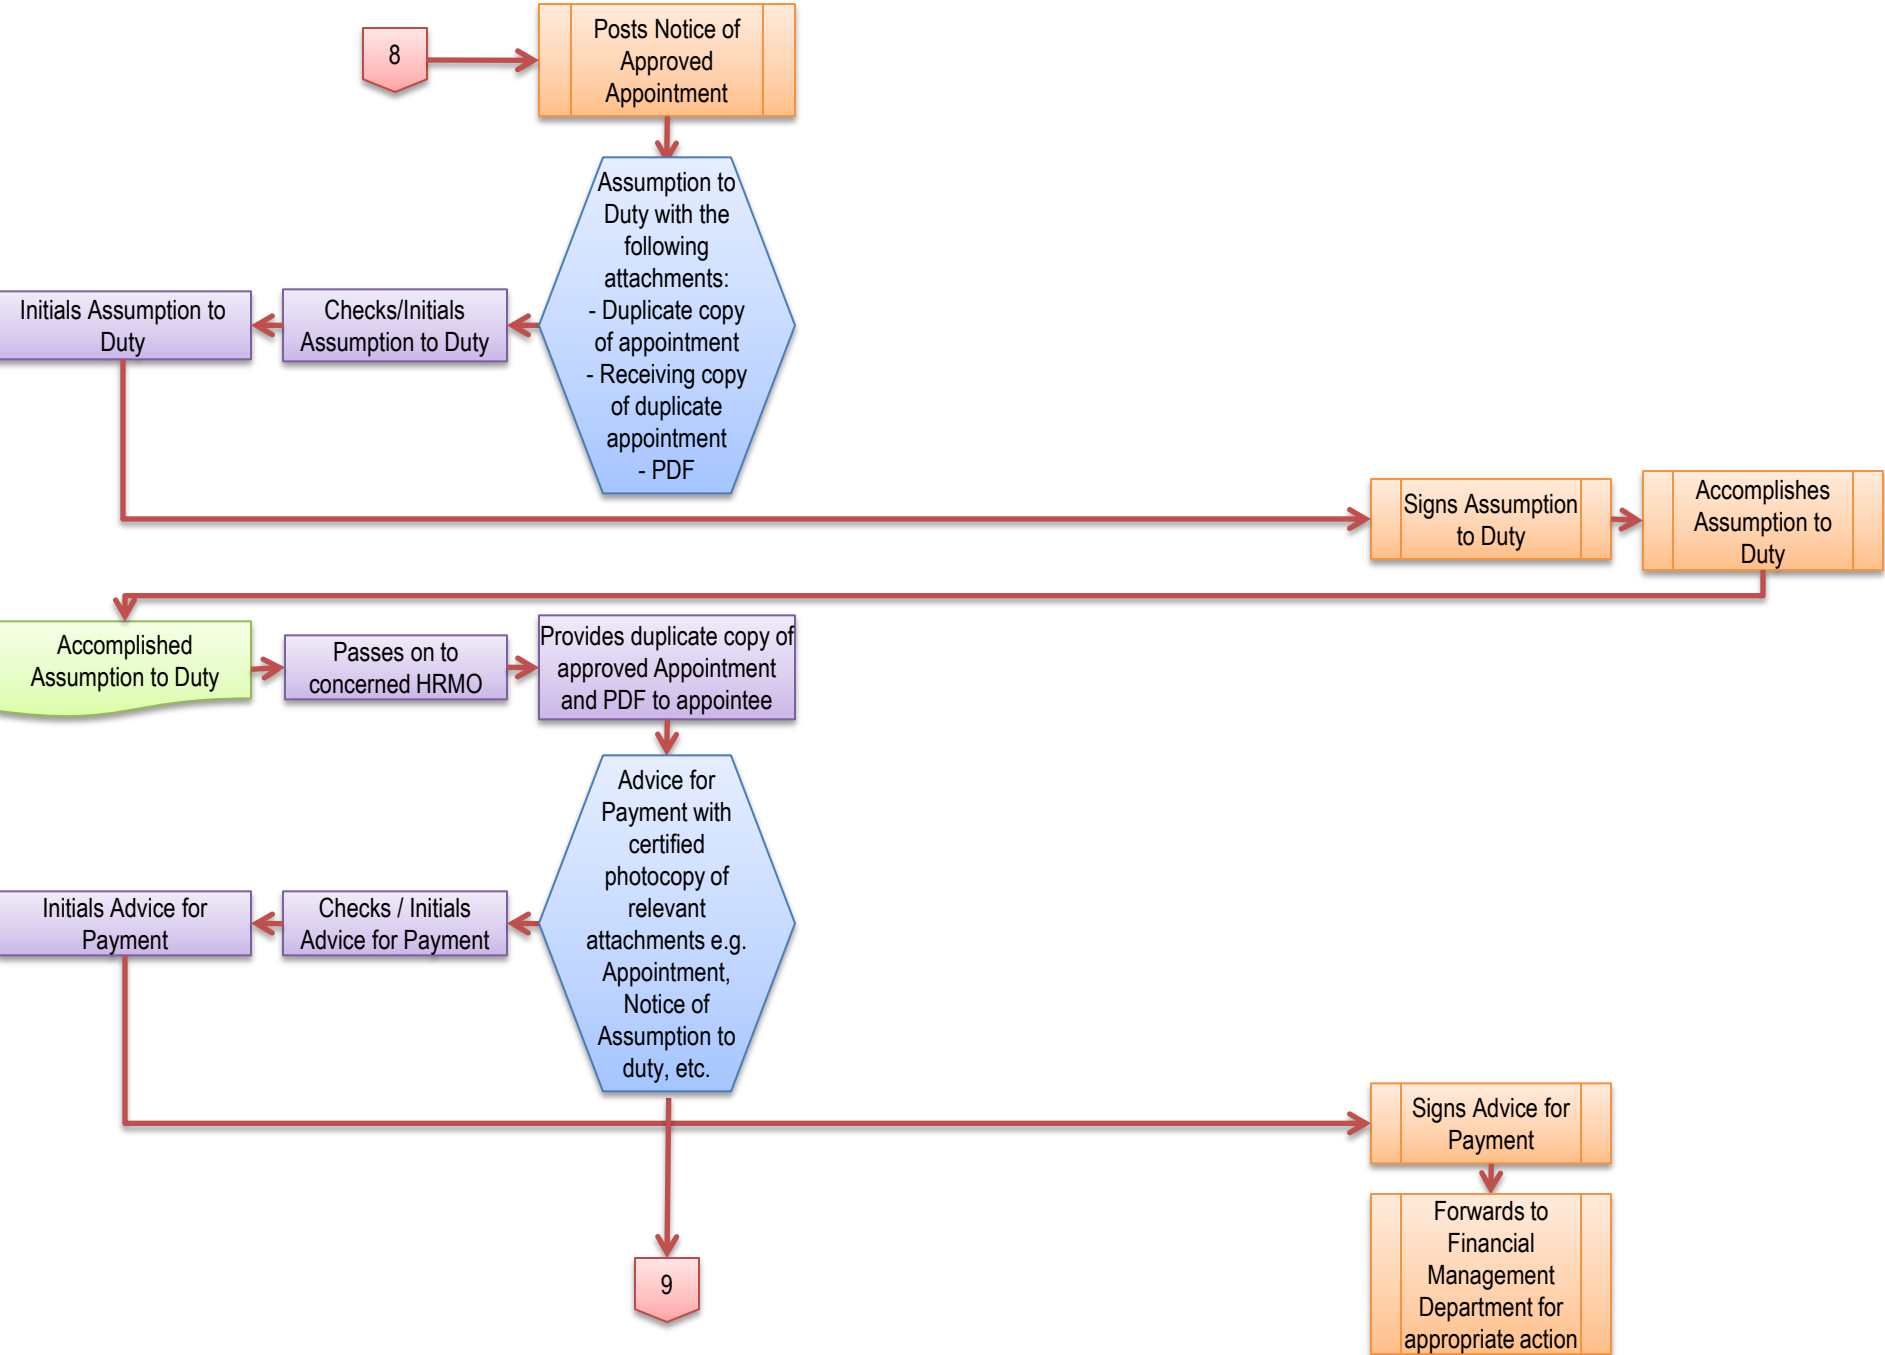 8
Posts Notice of
Approved
Appointment
Assumption to
Duty with the
following
attachments:
- Duplicate copy
of appointment
- Receiving copy
of duplicate
appointment
- PDF
Checks/Initials
Assumption to Duty
Initials Assumption to
Duty
Signs Assumption
to Duty
Accomplishes
Assumption to
Duty
Accomplished
Assumption to Duty
Passes on to
concerned HRMO
Provides duplicate copy of
approved Appointment
and PDF to appointee
Advice for
Payment with
certified
photocopy of
relevant
attachments e.g.
Appointment,
Notice of
Assumption to
duty, etc.
Checks / Initials
Advice for Payment
Initials Advice for
Payment
Signs Advice for
Payment
Forwards to
Financial
Management
Department for
appropriate action
9